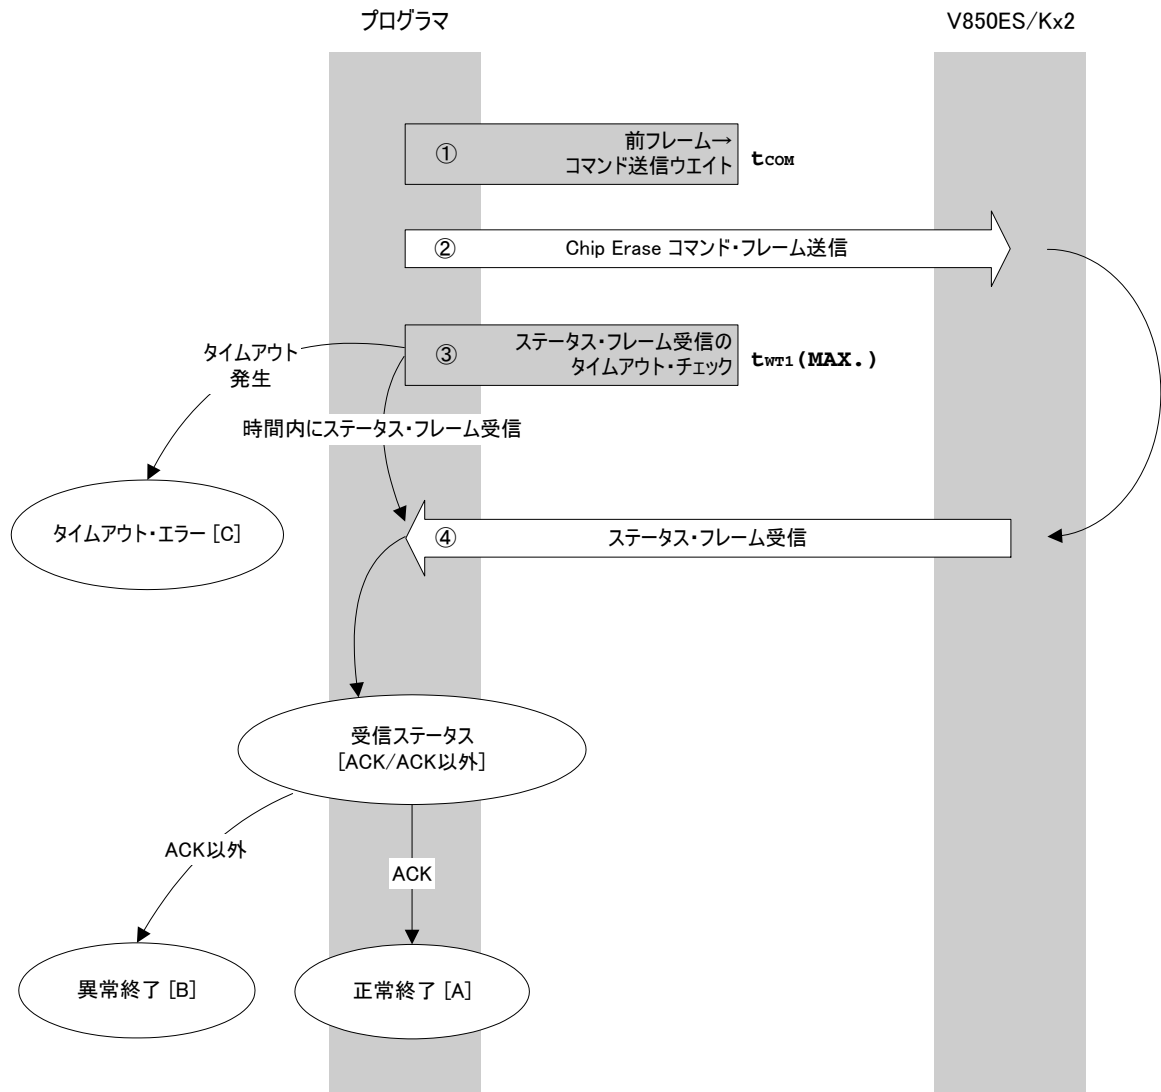 プログラマ
V850ES/Kx2
①
前フレーム→
コマンド送信ウエイト
tCOM
② Chip Erase コマンド・フレーム送信
③
ステータス・フレーム受信の
タイムアウト・チェック
tWT1(MAX.)
タイムアウト
発生
時間内にステータス・フレーム受信
タイムアウト・エラー [C]
④ ステータス・フレーム受信
受信ステータス
[ACK/ACK以外]
ACK以外
ACK
異常終了 [B]
正常終了 [A]